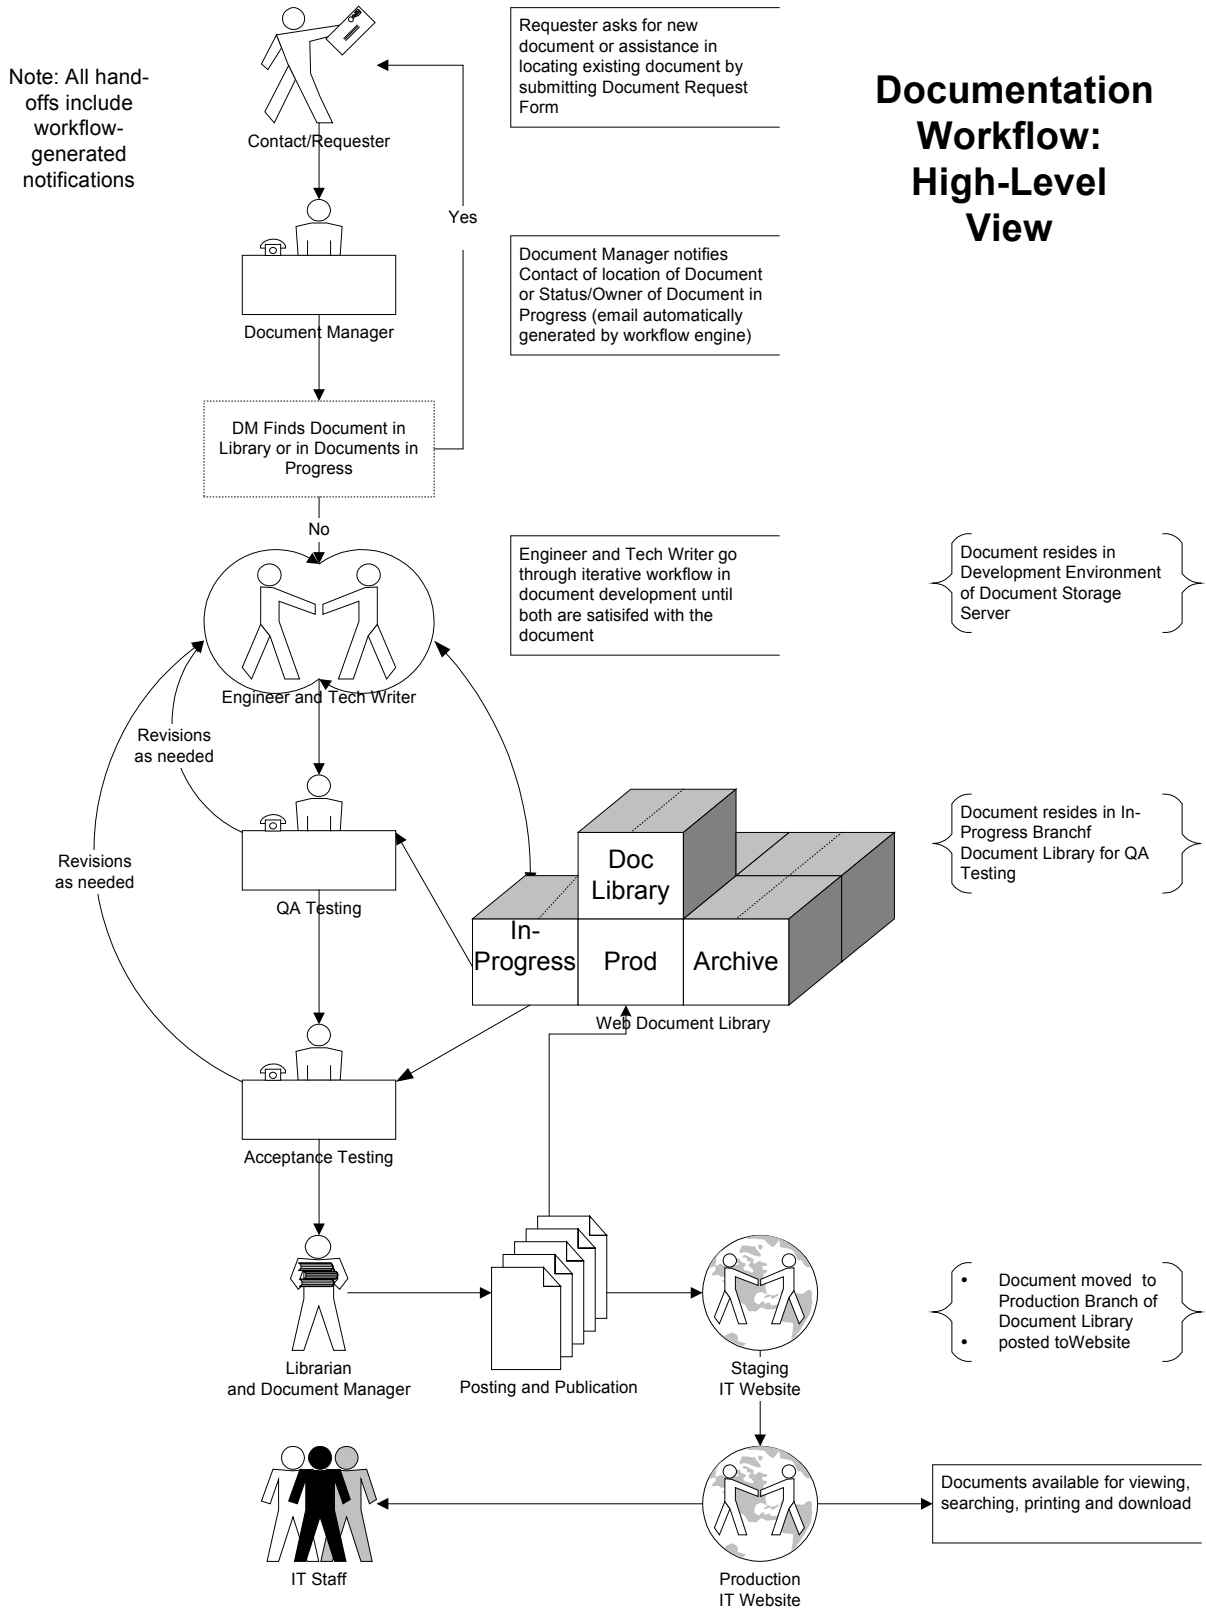 Requester asks for new
document or assistance in
locating existing document by
submitting Document Request
Form
Note: All hand-
offs include
workflow-
generated
notifications
Documentation
Workflow:
High-Level
View
Contact/Requester
Yes
Document Manager notifies
Contact of location of Document
or Status/Owner of Document in
Progress (email automatically
generated by workflow engine)
Document Manager
DM Finds Document in
Library or in Documents in
Progress
No
Engineer and Tech Writer go
through iterative workflow in
document development until
both are satisifed with the
document
Document resides in
Development Environment
of Document Storage
Server
Engineer and Tech Writer
Revisions
as needed
Revisions
as needed
Document resides in In-
Progress Branchf
Document Library for QA
Testing
QA Testing
Doc
Library
In-
Progress
Prod
Archive
Web Document Library
Acceptance Testing
Librarian
and Document Manager
Posting and Publication
Staging
IT Website
• Document moved to
Production Branch of
Document Library
• posted toWebsite
IT Staff
Production
IT Website
Documents available for viewing,
searching, printing and download